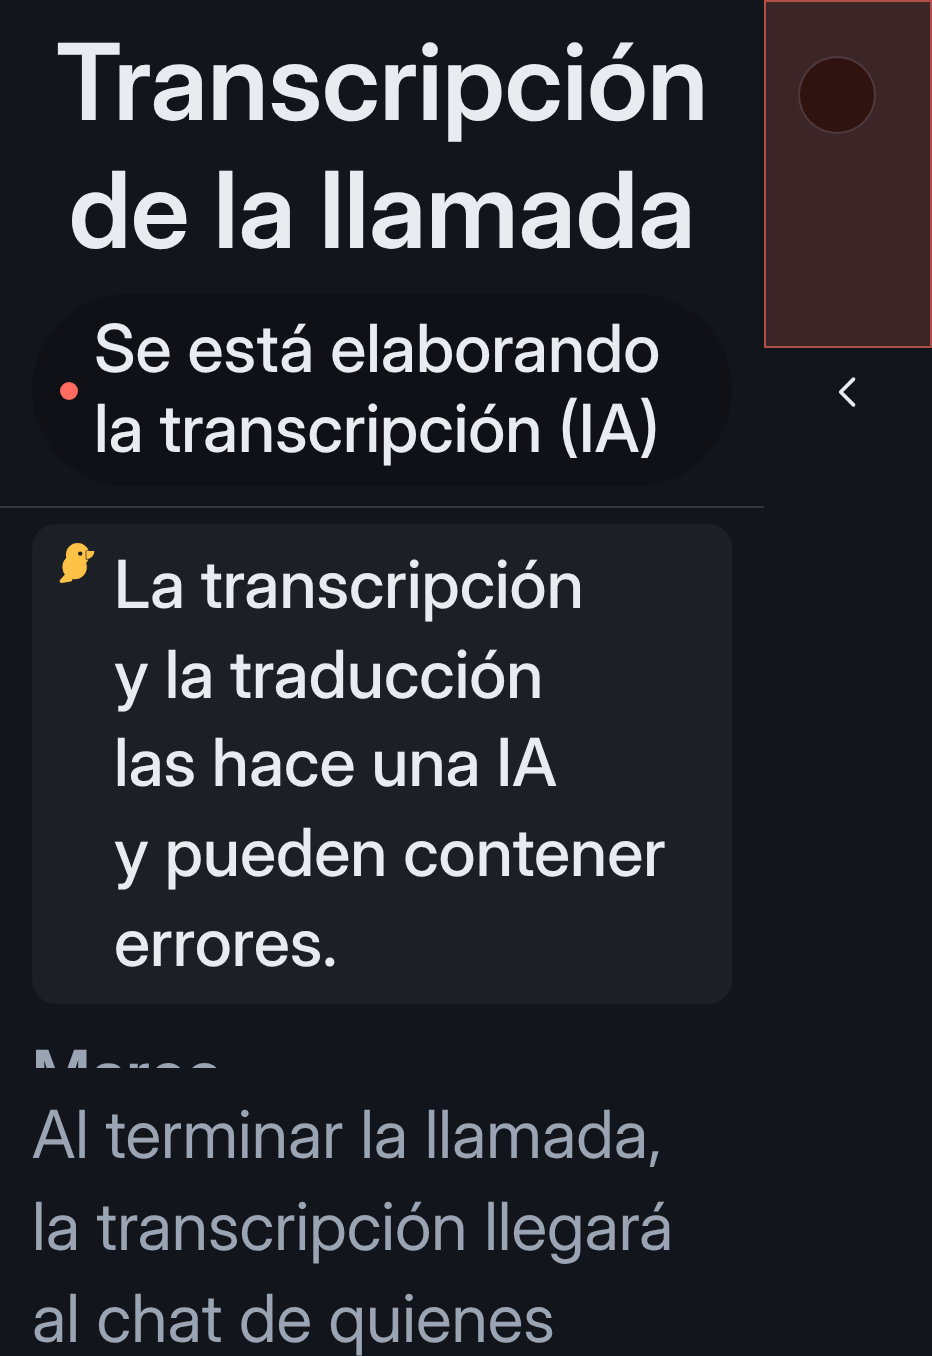 Transcripción
de la llamada
Se está elaborando
la transcripción (IA)
La transcripción
y la traducción
las hace una IA
y pueden contener
errores.
Al terminar la llamada,
la transcripción llegará
al chat de quienes